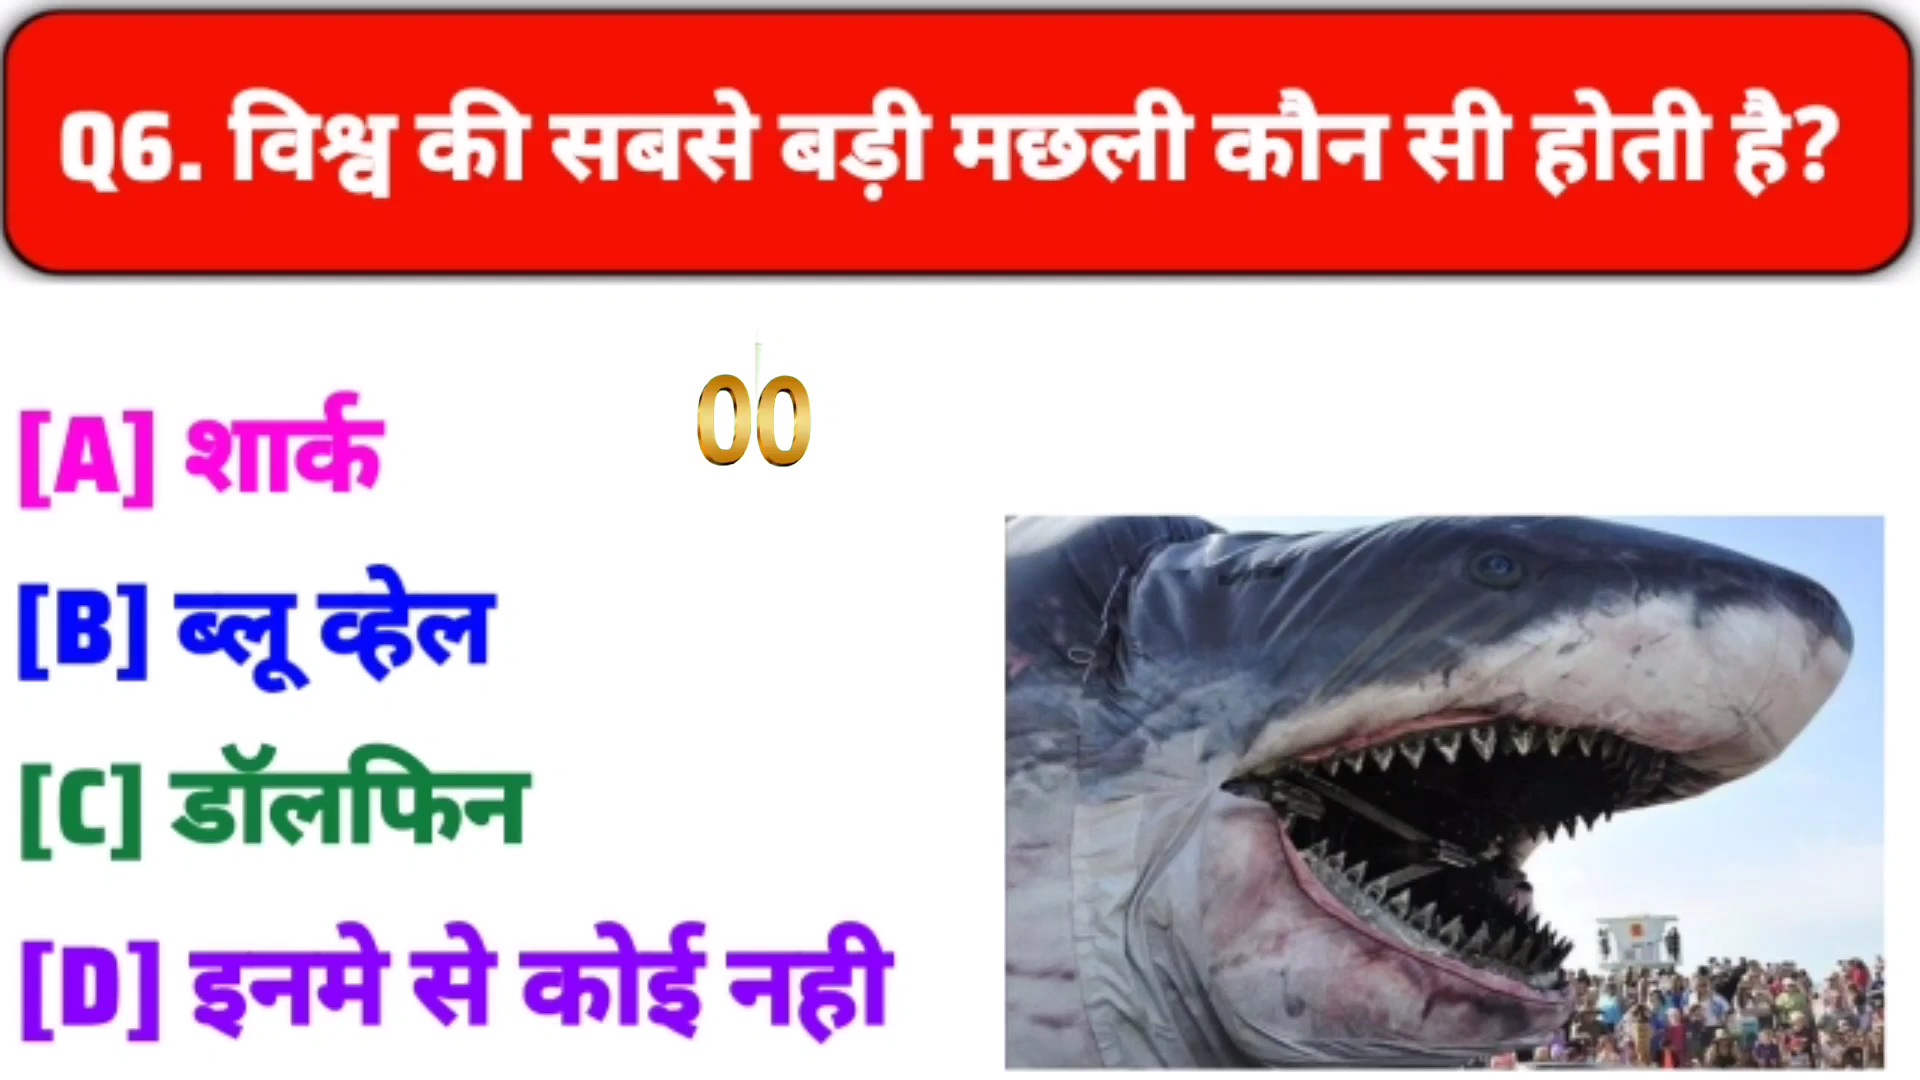 Q6. विश्व की सबसे बड़ी मछली कौन सी होती है?
00
[A] शार्क
[B] ब्लू व्हेल
[C] डॉलफिन
[D] इनमे से कोई नही